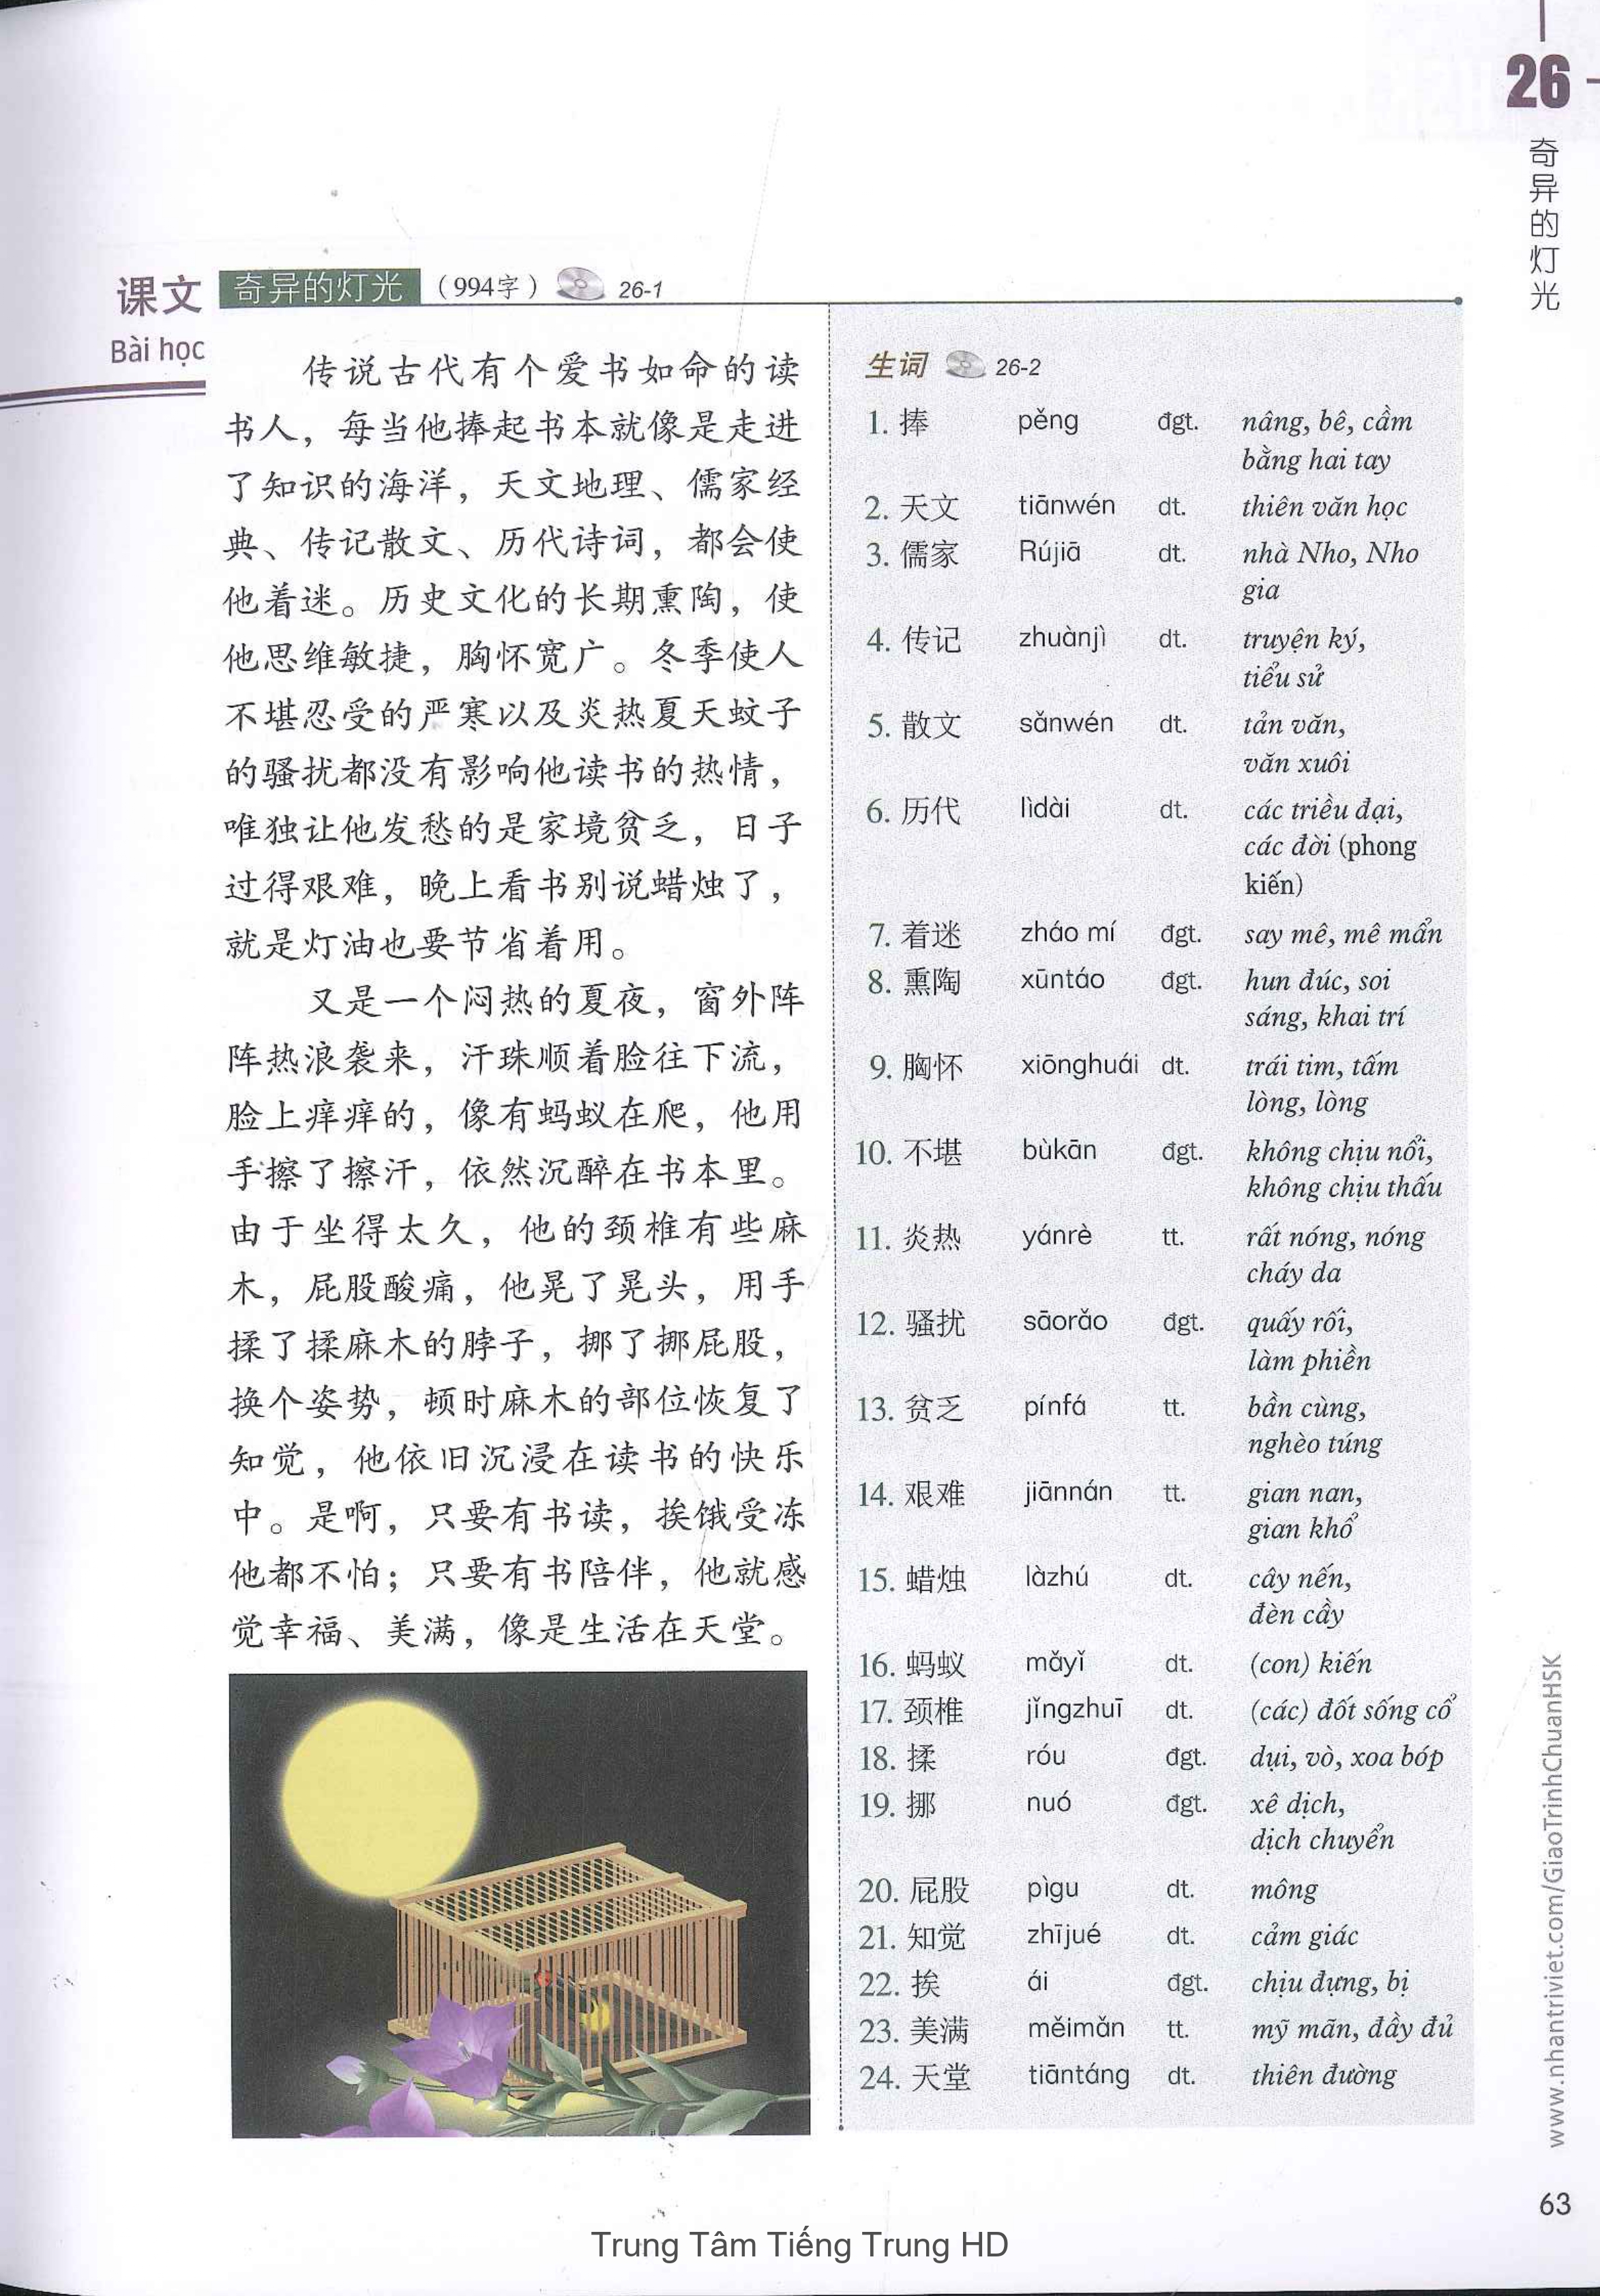 26
奇异的灯光
课文 奇异的灯光 (994字) 26-1
Bài học
传说古代有个爱书如命的读
书人，每当他捧起书本就像是走进
了知识的海洋，天文地理、儒家经
典、传记散文、历代诗词，都会使
他着迷。历史文化的长期熏陶，使
他思维敏捷，胸怀宽广。冬季使人
不堪忍受的严寒以及炎热夏天蚊子
的骚扰都没有影响他读书的热情，
唯独让他发愁的是家境贫乏，日子
过得艰难，晚上看书别说蜡烛了，
就是灯油也要节省着用。
又是一个闷热的夏夜，窗外阵
阵热浪袭来，汗珠顺着脸往下流，
脸上痒痒的，像有蚂蚁在爬，他用
手擦了擦汗，依然沉醉在书本里。
由于坐得太久，他的颈椎有些麻
木，屁股酸痛，他晃了晃头，用手
揉了揉麻木的脖子，挪了挪屁股，
换个姿势，顿时麻木的部位恢复了
知觉，他依旧沉浸在读书的快乐
中。是啊，只要有书读，挨饿受冻
他都不怕；只要有书陪伴，他就感
觉幸福、美满，像是生活在天堂。
生词 26-2
1. 捧 pěng đgt. nâng, bê, cầm
bằng hai tay
2. 天文 tiānwén dt. thiên văn học
3. 儒家 Rújiā dt. nhà Nho, Nho
gia
4. 传记 zhuànjì dt. truyện ký,
tiểu sử
5. 散文 sǎnwén dt. tản văn,
văn xuôi
6. 历代 lìdài dt. các triều đại,
các đời (phong
kiến)
7. 着迷 zháo mí đgt. say mê, mê mẩn
8. 熏陶 xūntáo đgt. hun đúc, soi
sáng, khai trí
9. 胸怀 xiōnghuái dt. trái tim, tấm
lòng, lòng
10. 不堪 bùkān đgt. không chịu nổi,
không chịu thấu
11. 炎热 yánrè tt. rất nóng, nóng
cháy da
12. 骚扰 sāorǎo đgt. quấy rối,
làm phiền
13. 贫乏 pínfá tt. bần cùng,
nghèo túng
14. 艰难 jiānnán tt. gian nan,
gian khổ
15. 蜡烛 làzhú dt. cây nến,
đèn cầy
16. 蚂蚁 mǎyǐ dt. (con) kiến
17. 颈椎 jǐngzhuī dt. (các) đốt sống cổ
18. 揉 róu đgt. dụi, vò, xoa bóp
19. 挪 nuó đgt. xê dịch,
dịch chuyển
20. 屁股 pìgu dt. mông
21. 知觉 zhījué dt. cảm giác
22. 挨 ái đgt. chịu đựng, bị
23. 美满 měimǎn tt. mỹ mãn, đầy đủ
24. 天堂 tiāntáng dt. thiên đường
www.nhantriviet.com/GiaoTrinhChuanHSK
63
Trung Tâm Tiếng Trung HD